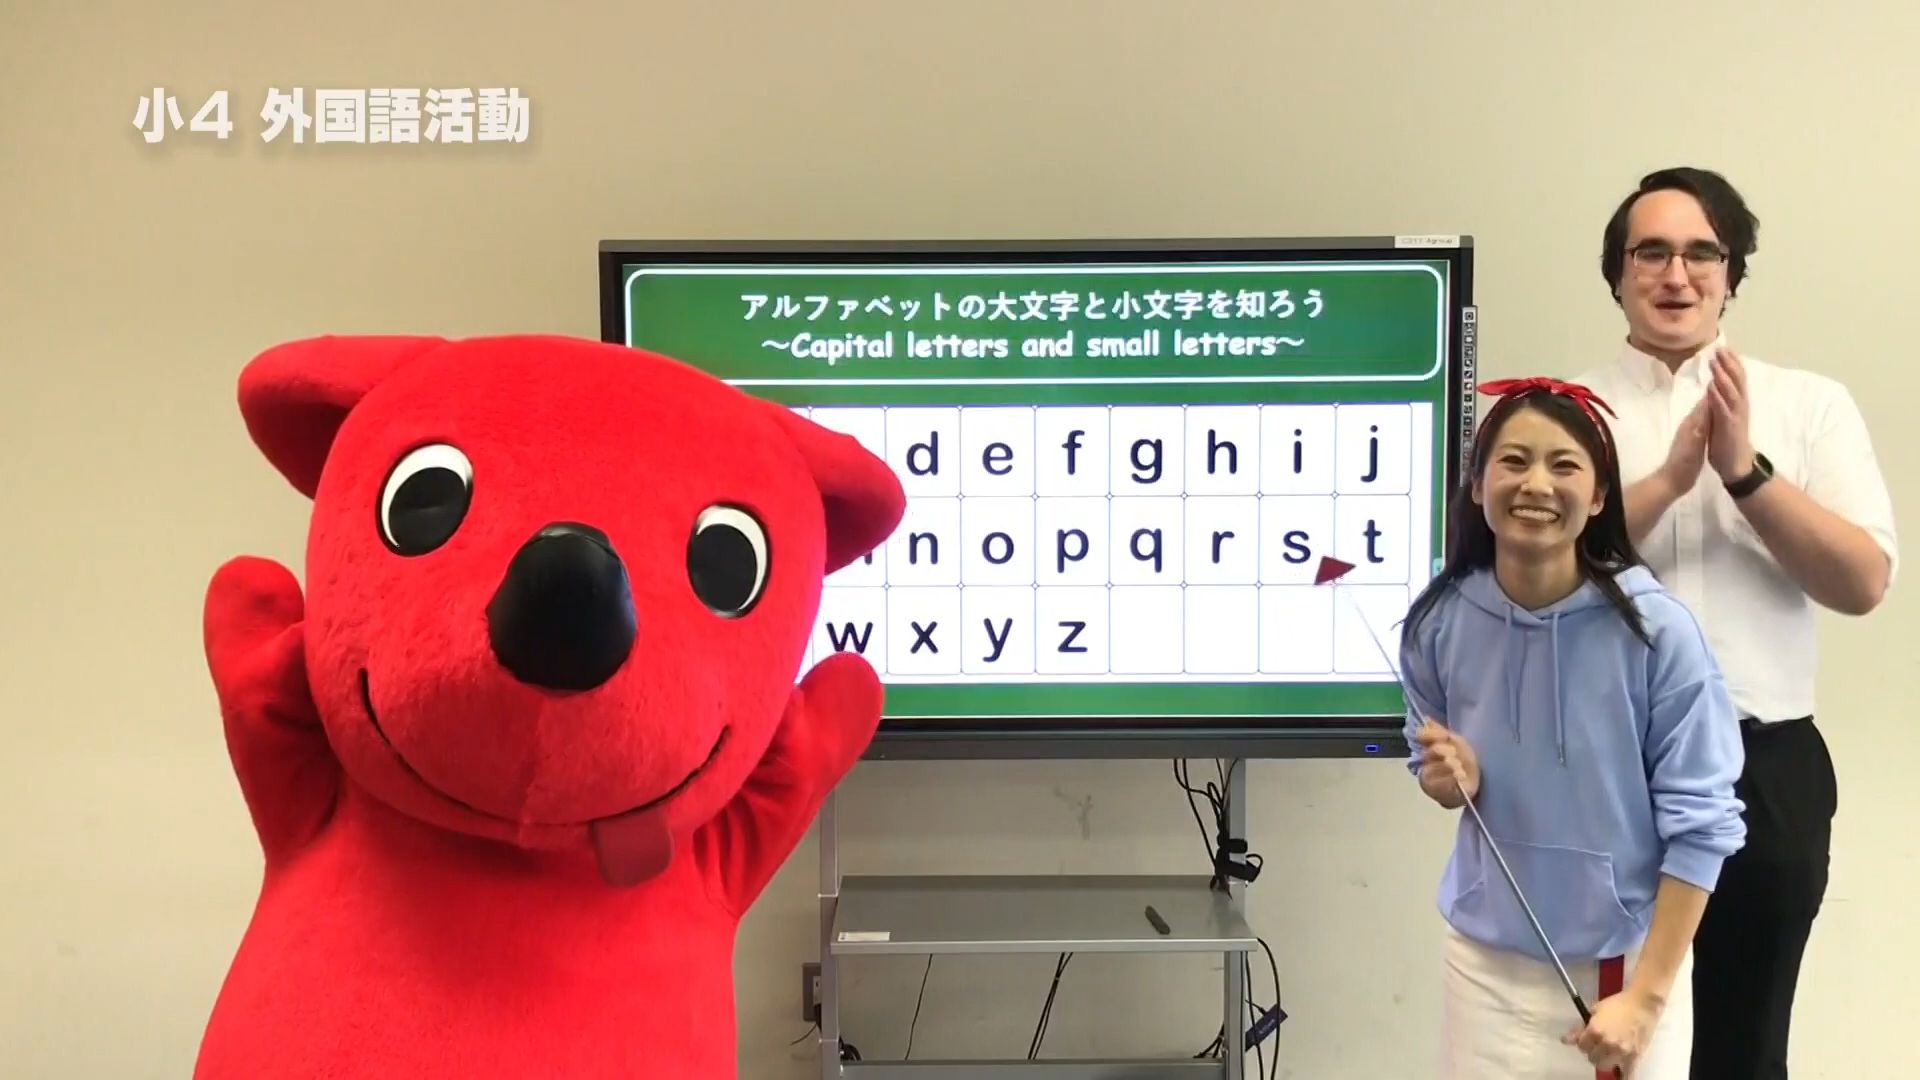 小4 外国語活動
アルファベットの大文字と小文字を知ろう
~Capital letters and small letters~
d e f g h i j
n o p q r s t
w x y z